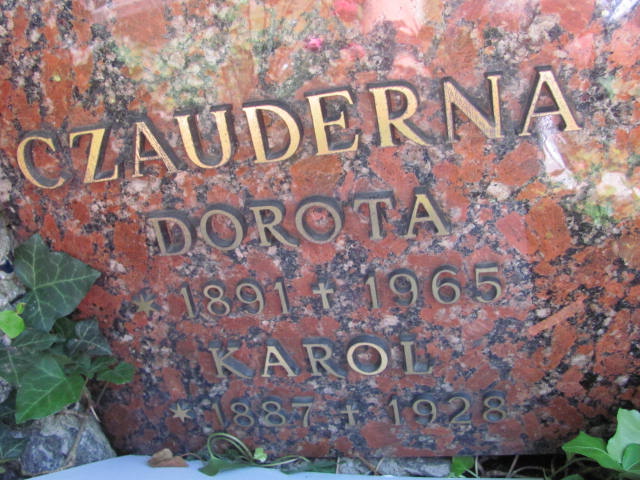 CZAUDERNA
DOROTA
* 1891 † 1965
KAROL
* 1887 † 1928